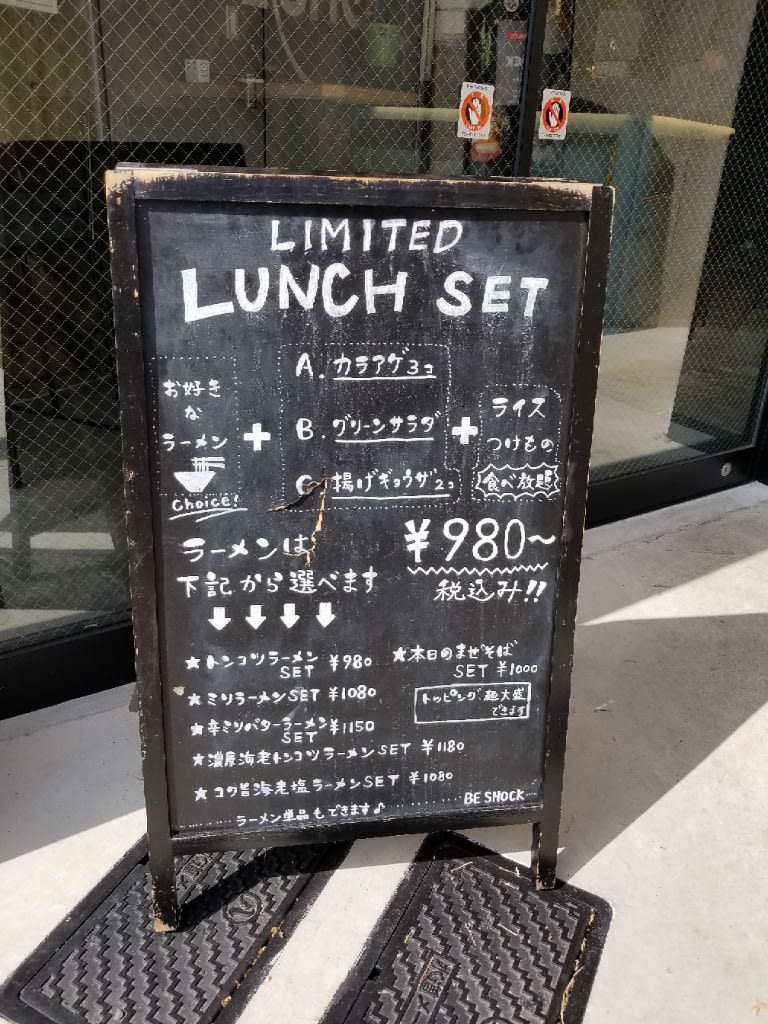 LIMITED
LUNCH SET
お好き
な
ラーメン
Choice!
+
A. カラアゲ3コ
B. グリーンサラダ
C 揚げギョウザ2コ
+
ライス
つけもの
食べ放題
ラーメンは
下記から選べます
¥980~
税込み!!
★トンコツラーメン
SET ¥980
★ミソラーメンSET ¥1080
★辛ミソバターラーメン
SET ¥1150
★濃厚海老トンコツラーメンSET ¥1180
★コク旨海老塩ラーメンSET ¥1080
ラーメン単品もできます♪
★本日のまぜそば
SET ¥1000
トッピング 麺大盛
できます
BE SHOCK